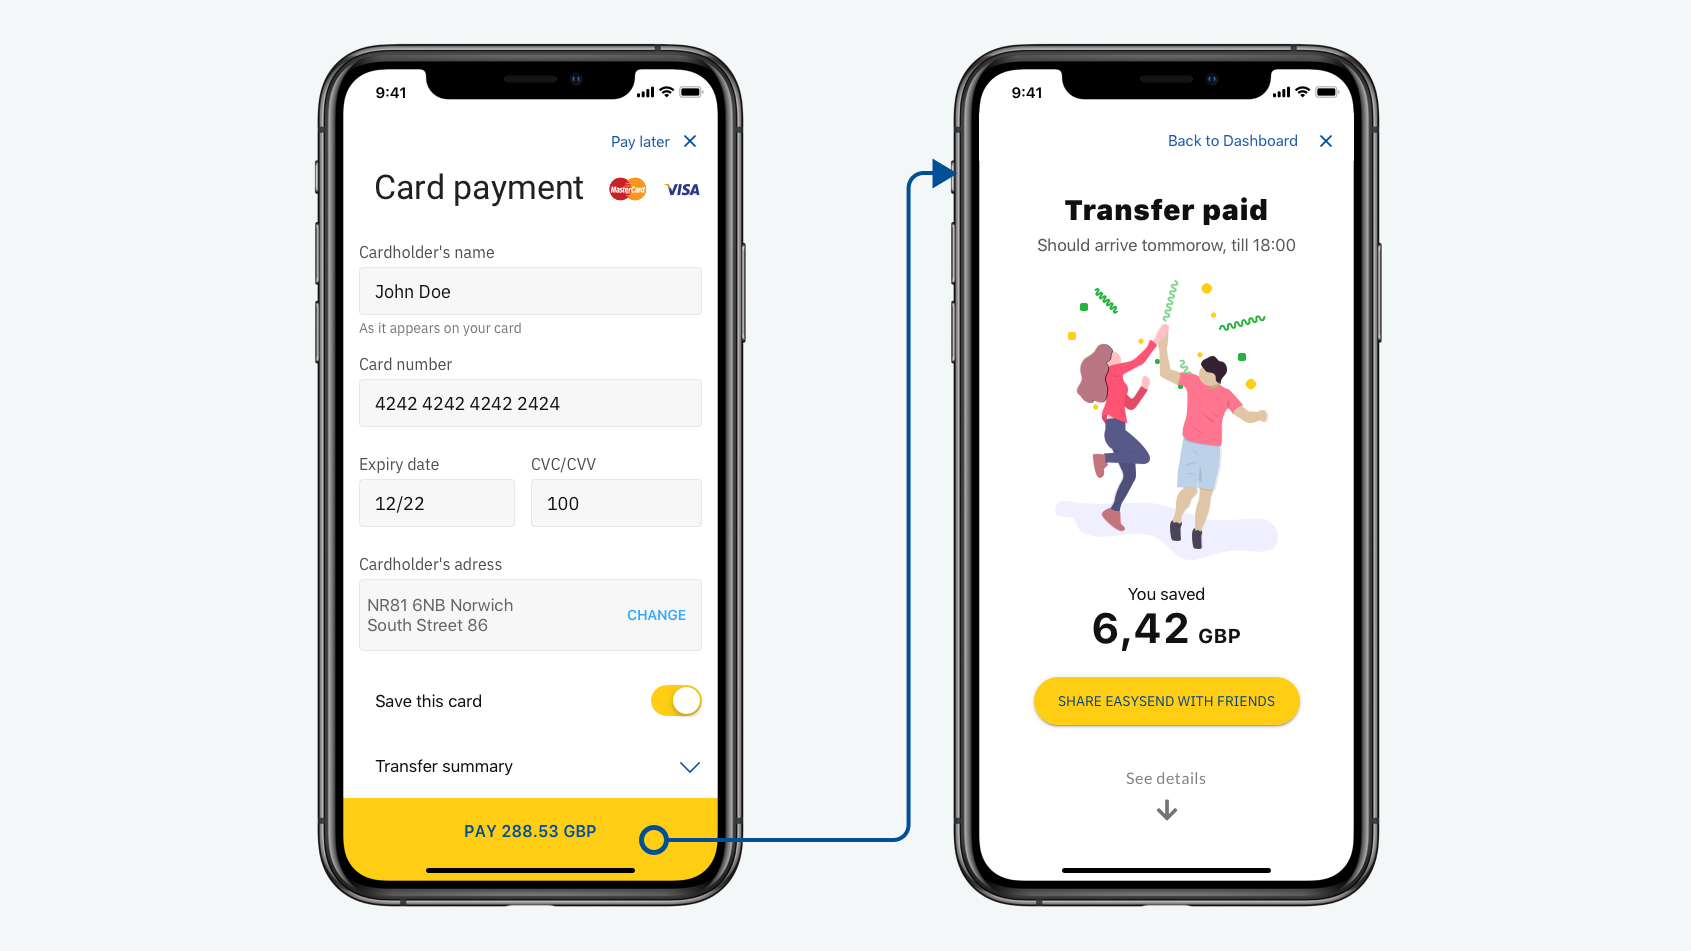 9:41
Pay later
Card payment
MasterCard
VISA
Cardholder's name
John Doe
As it appears on your card
Card number
4242 4242 4242 2424
Expiry date
CVC/CVV
12/22
100
Cardholder's adress
NR81 6NB Norwich
South Street 86
CHANGE
Save this card
Transfer summary
PAY 288.53 GBP
9:41
Back to Dashboard
Transfer paid
Should arrive tommorow, till 18:00
You saved
6,42 GBP
SHARE EASYSEND WITH FRIENDS
See details